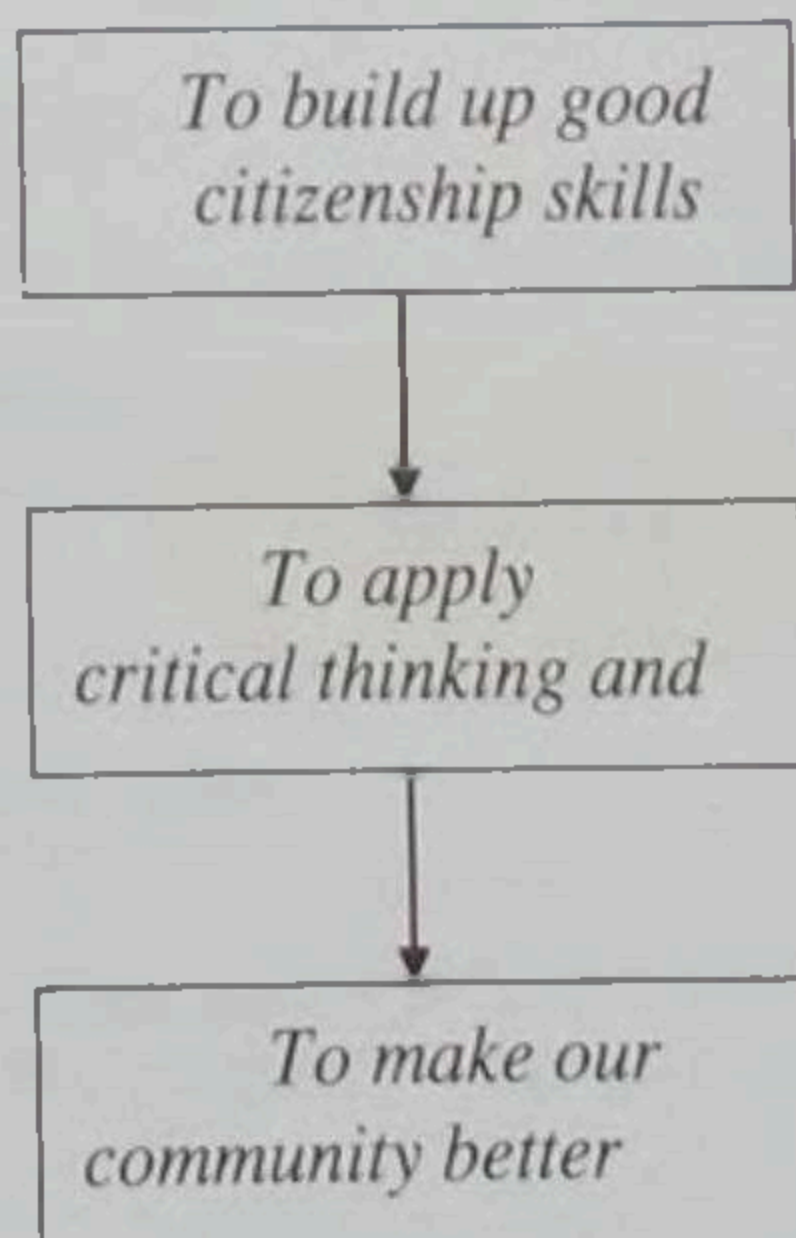 To build up good
citizenship skills
To apply
critical thinking and
To make our
community better